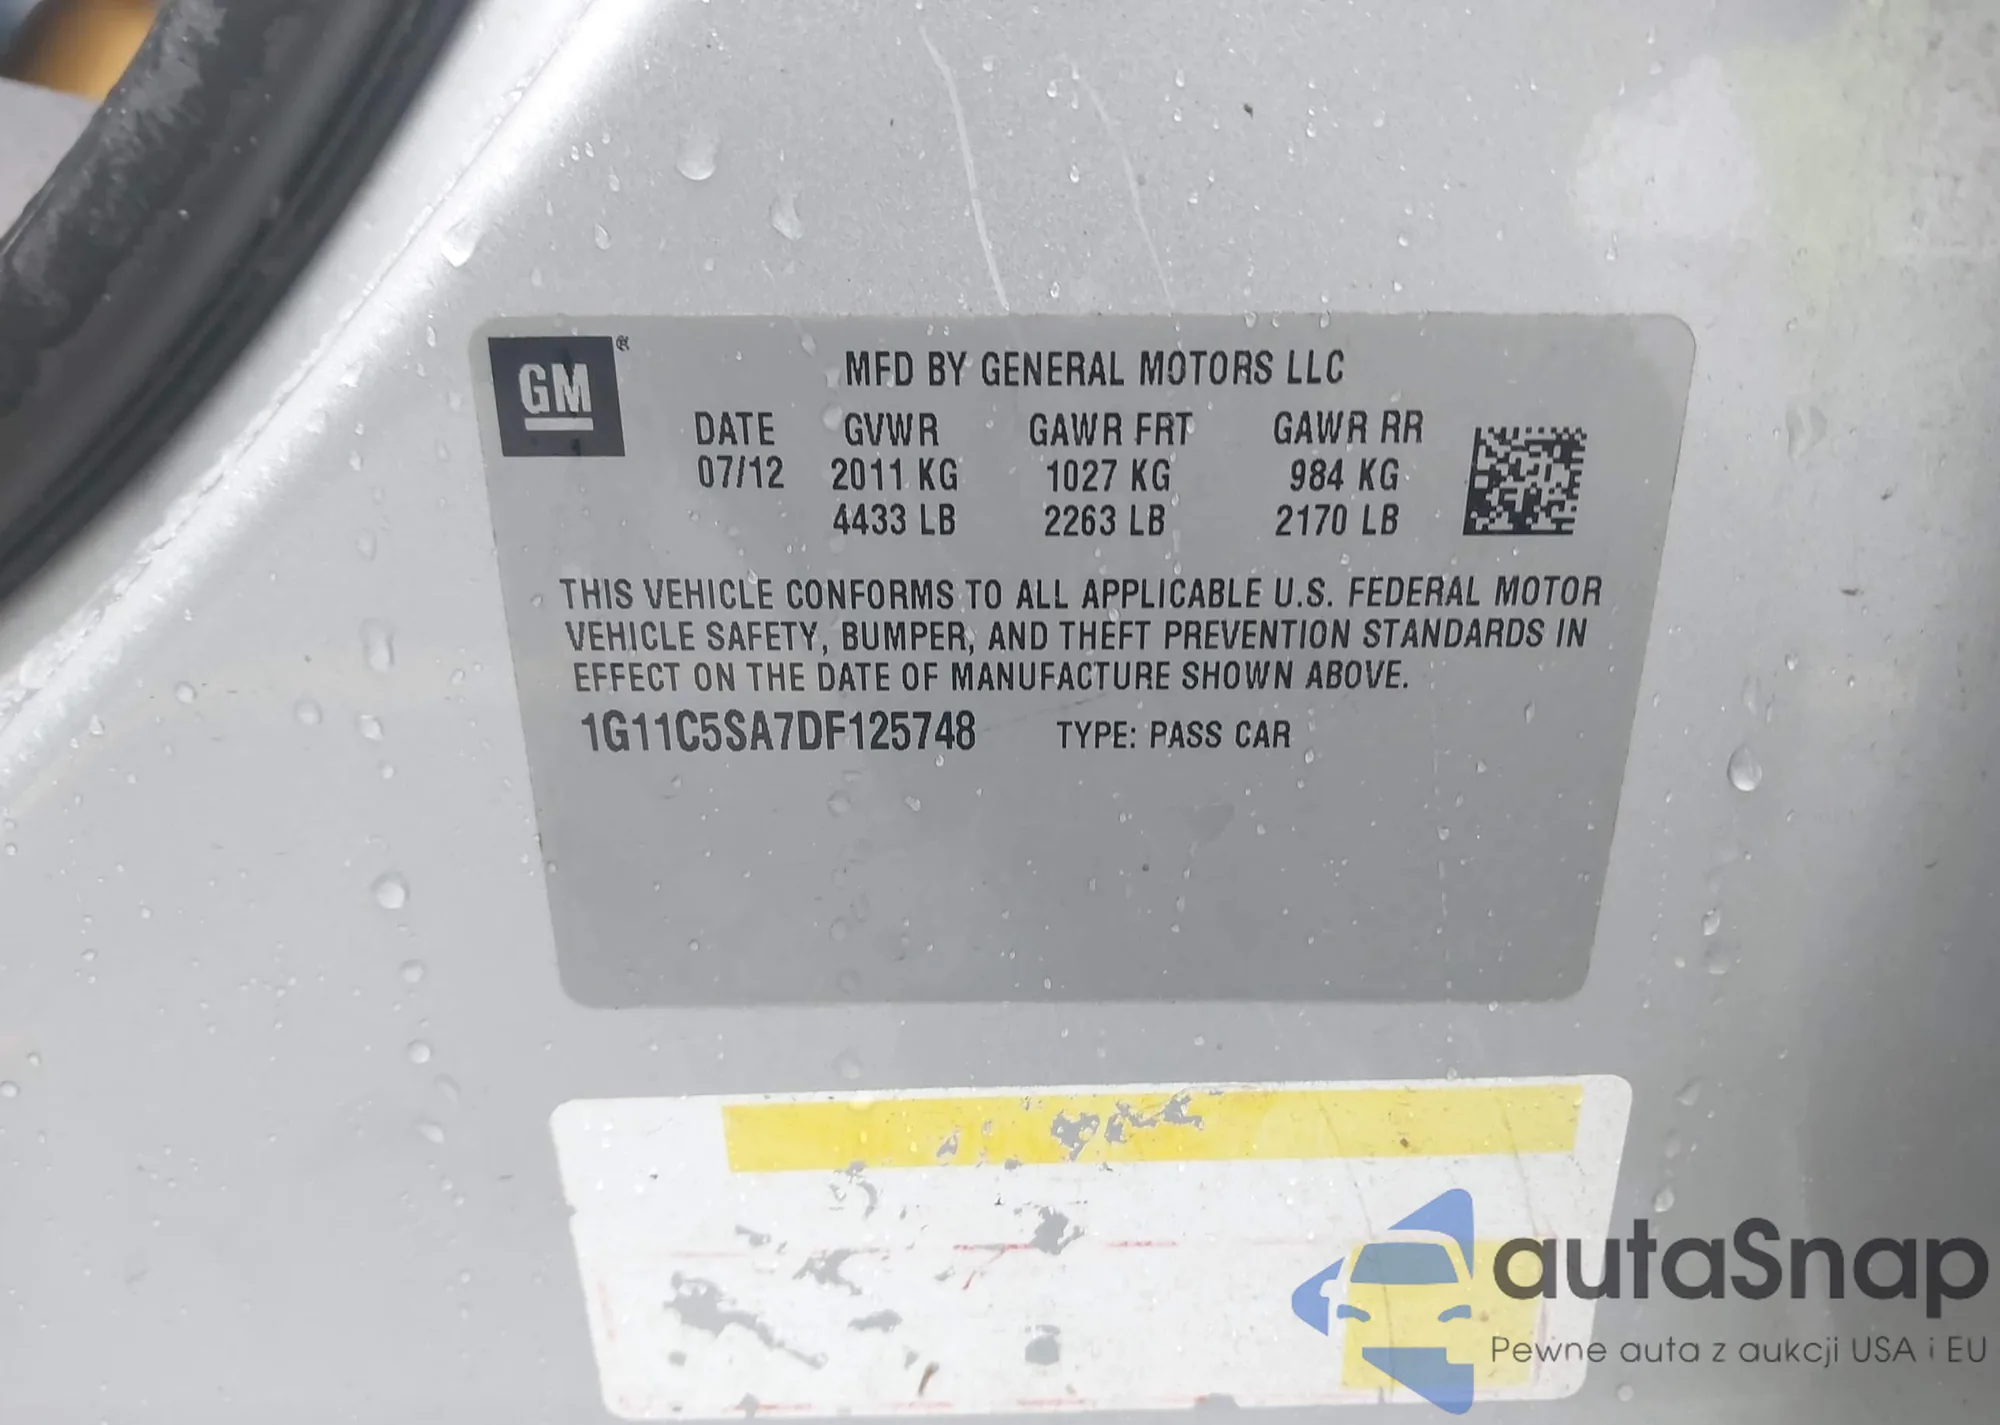 GM ®
MFD BY GENERAL MOTORS LLC
DATE GVWR GAWR FRT GAWR RR
07/12 2011 KG 1027 KG 984 KG
4433 LB 2263 LB 2170 LB
THIS VEHICLE CONFORMS TO ALL APPLICABLE U.S. FEDERAL MOTOR
VEHICLE SAFETY, BUMPER, AND THEFT PREVENTION STANDARDS IN
EFFECT ON THE DATE OF MANUFACTURE SHOWN ABOVE.
1G11C5SA7DF125748 TYPE: PASS CAR
autaSnap
Pewne auta z aukcji USA i EU